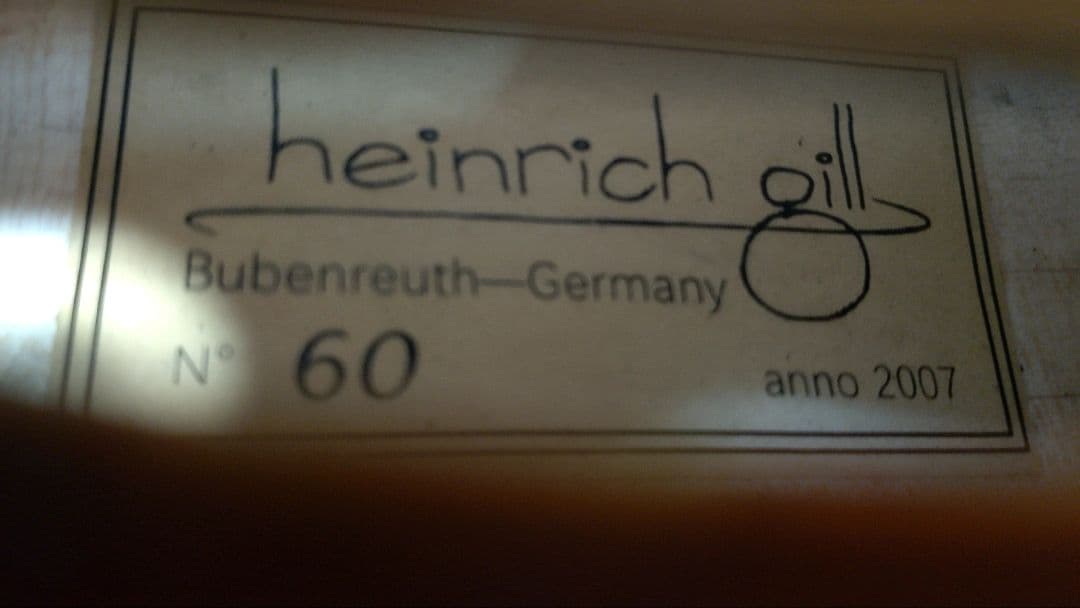 heinrich gill
Bubenreuth—Germany
N° 60
anno 2007